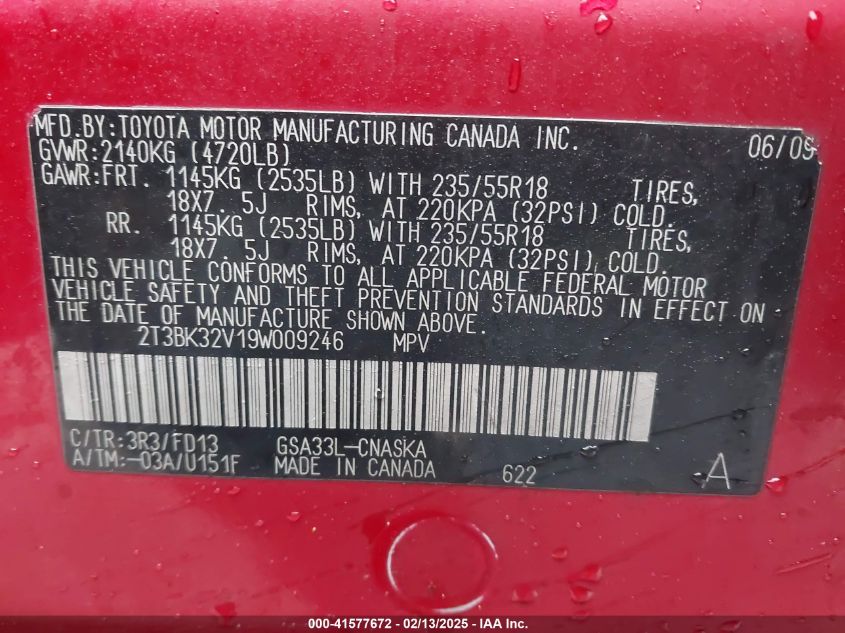 MFD.BY:TOYOTA MOTOR MANUFACTURING CANADA INC. 06/09
GVWR:2140KG (4720LB)
GAWR:FRT. 1145KG (2535LB) WITH 235/55R18 TIRES,
18X7.5J RIMS, AT 220KPA (32PSI) COLD.
RR. 1145KG (2535LB) WITH 235/55R18 TIRES,
18X7.5J RIMS, AT 220KPA (32PSI) COLD.
THIS VEHICLE CONFORMS TO ALL APPLICABLE FEDERAL MOTOR
VEHICLE SAFETY AND THEFT PREVENTION STANDARDS IN EFFECT ON
THE DATE OF MANUFACTURE SHOWN ABOVE.
2T3BK32V19W009246 MPV
C/TR:3R3/FD13 GSA33L-CNASKA
A/TM:-03A/U151F MADE IN CANADA 622 A
000-41577672 - 02/13/2025 - IAA Inc.